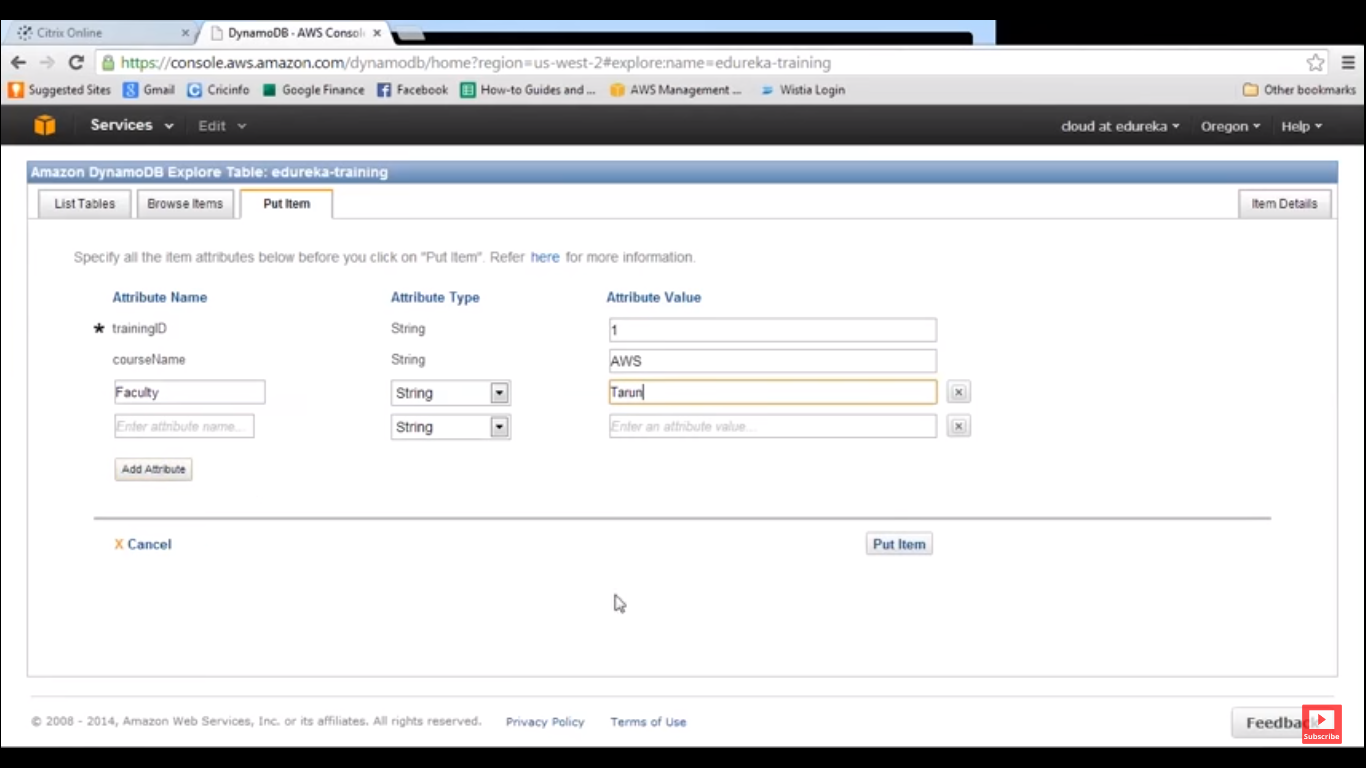 Citrix Online
DynamoDB - AWS Consol
https://console.aws.amazon.com/dynamodb/home?region=us-west-2#explore:name=edureka-training
Suggested Sites Gmail Cricinfo Google Finance Facebook How-to Guides and ... AWS Management ... Wistia Login Other bookmarks
Services Edit cloud at edureka Oregon Help
Amazon DynamoDB Explore Table: edureka-training
List Tables Browse Items Put Item Item Details
Specify all the item attributes below before you click on "Put Item". Refer here for more information.
Attribute Name Attribute Type Attribute Value
* trainingID String 1
courseName String AWS
Faculty String Tarun
Enter attribute name... String Enter an attribute value...
Add Attribute
X Cancel Put Item
© 2008 - 2014, Amazon Web Services, Inc. or its affiliates. All rights reserved. Privacy Policy Terms of Use
Feedback
Subscribe